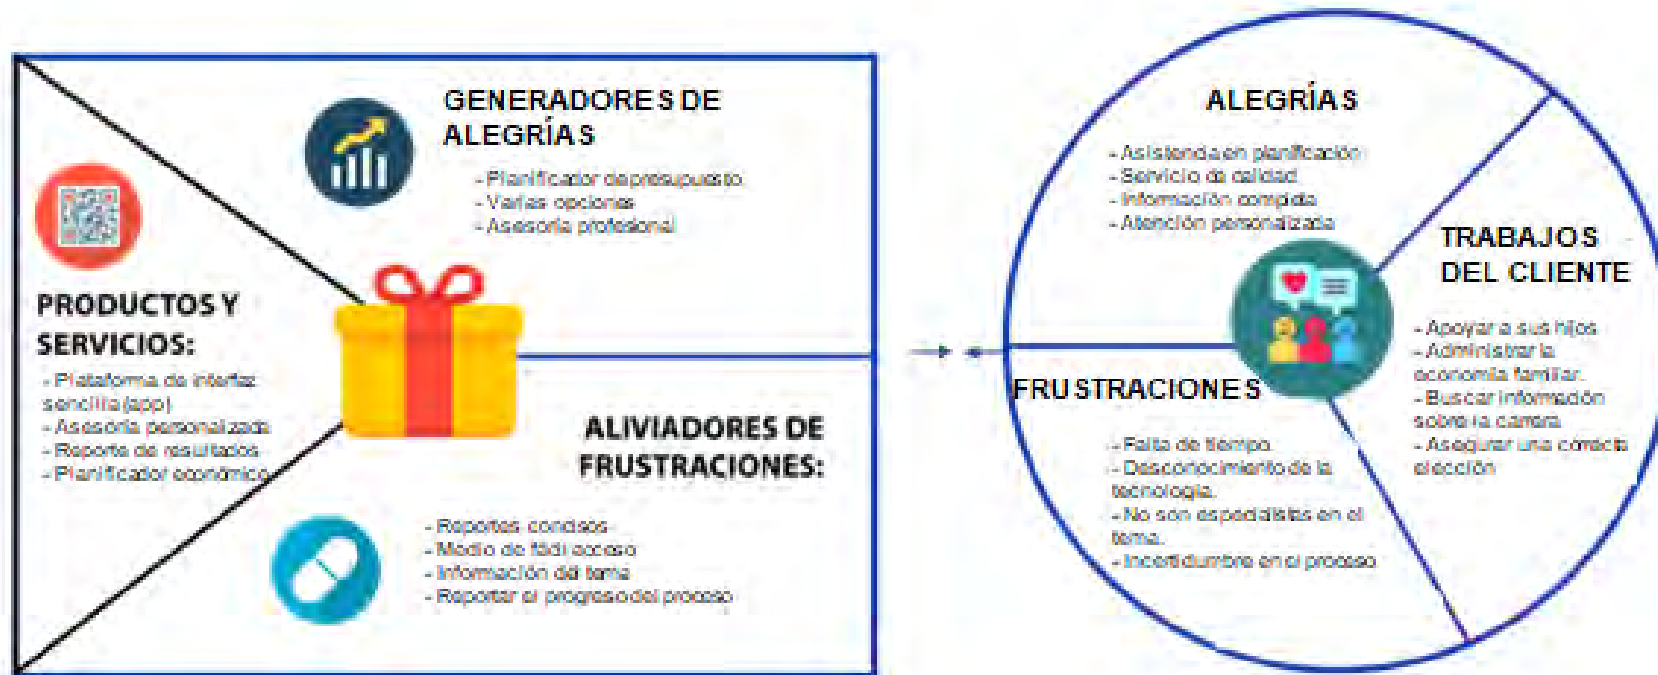 GENERADORES DE
ALEGRÍAS
- Planificador de presupuesto
- Varias opciones
- Asesoría profesional
PRODUCTOS Y
SERVICIOS:
- Plataforma de interfaz
sencilla (app)
- Asesoría personalizada
- Reporte de resultados
- Planificador económico
ALIVIADORES DE
FRUSTRACIONES:
- Reportes concisos
- Medio de fácil acceso
- Información del tema
- Reportar el progreso del proceso
ALEGRÍAS
- Asistencia en planificación
- Servicio de calidad
- Información completa
- Atención personalizada
TRABAJOS
DEL CLIENTE
- Apoyar a sus hijos
- Administrar la
economía familiar.
- Buscar información
sobre la carrera
- Asegurar una correcta
elección
FRUSTRACIONES
- Falta de tiempo.
- Desconocimiento de la
tecnología.
- No son especialistas en el
tema.
- Incertidumbre en el proceso